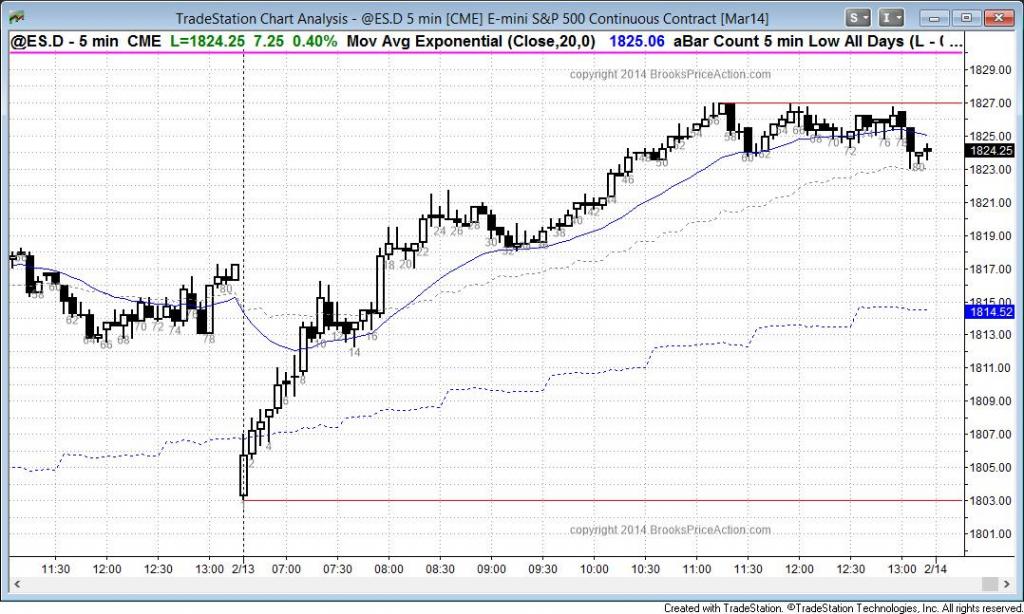 TradeStation Chart Analysis - @ES.D 5 min [CME] E-mini S&P 500 Continuous Contract [Mar14]
S I
@ES.D - 5 min CME L=1824.25 7.25 0.40% Mov Avg Exponential (Close,20,0) 1825.06 aBar Count 5 min Low All Days (L - ( ...
copyright 2014 BrooksPriceAction.com
1829.00
1827.00
1825.00
1824.25
1823.00
1821.00
1819.00
1817.00
1815.00
1814.52
1813.00
1811.00
1809.00
1807.00
1805.00
1803.00
1801.00
58 62 64 66 68 70 72 74 78 80
2 4 6 8 10 12 14 16 18 20 22 24 26 28 30 32
40 42 44 46 50 52 58 60 62 64 66 68 70 72 74 76 78 80
copyright 2014 BrooksPriceAction.com
11:30 12:00 12:30 13:00 2/13 07:00 07:30 08:00 08:30 09:00 09:30 10:00 10:30 11:00 11:30 12:00 12:30 13:00 2/14
Created with TradeStation. ©TradeStation Technologies, Inc. All rights reserved.